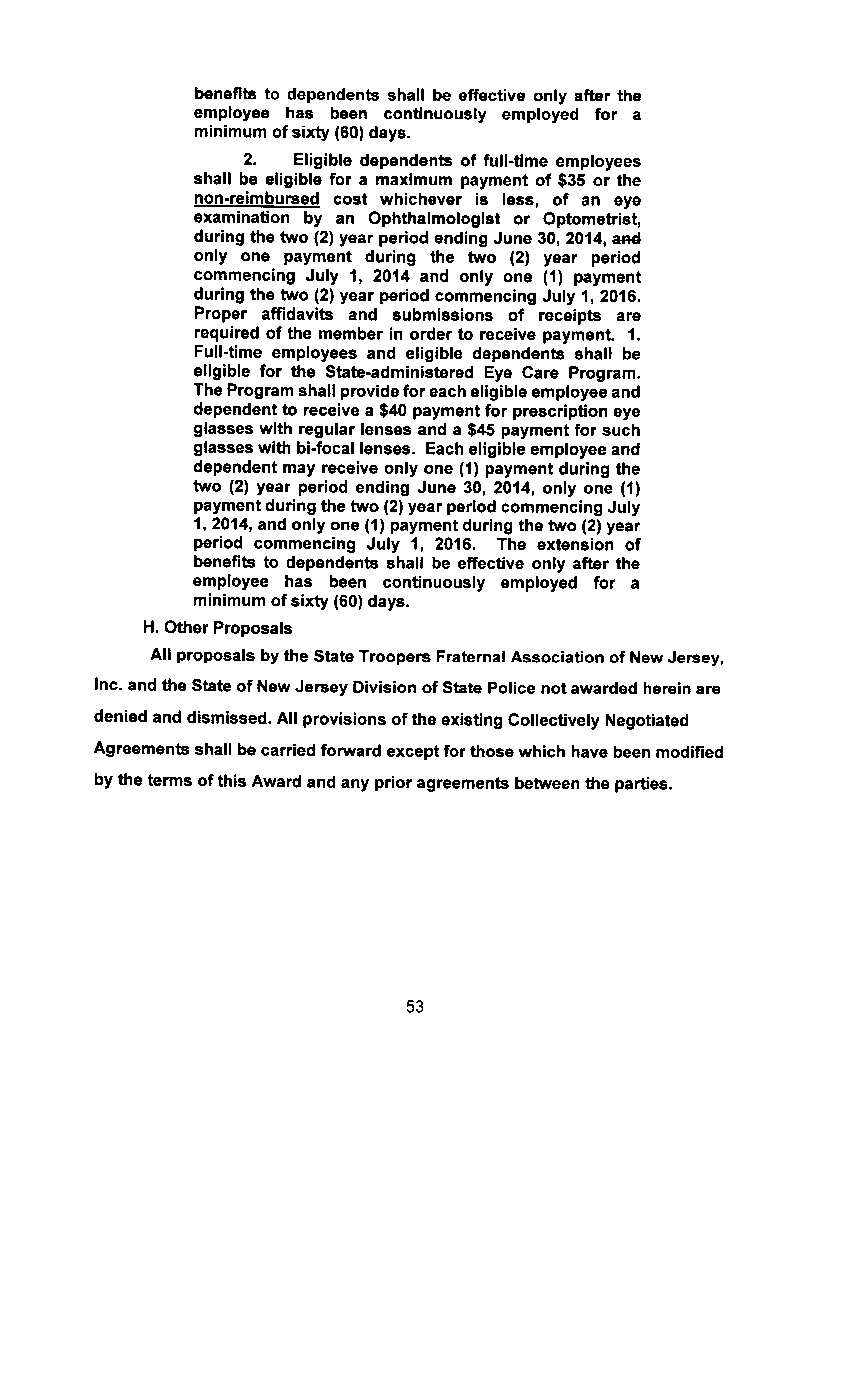 benefits to dependents shall be effective only after the
employee has been continuously employed for a
minimum of sixty (60) days.
2. Eligible dependents of full-time employees
shall be eligible for a maximum payment of $35 or the
non-reimbursed cost whichever is less, of an eye
examination by an Ophthalmologist or Optometrist,
during the two (2) year period ending June 30, 2014, and
only one payment during the two (2) year period
commencing July 1, 2014 and only one (1) payment
during the two (2) year period commencing July 1, 2016.
Proper affidavits and submissions of receipts are
required of the member in order to receive payment. 1.
Full-time employees and eligible dependents shall be
eligible for the State-administered Eye Care Program.
The Program shall provide for each eligible employee and
dependent to receive a $40 payment for prescription eye
glasses with regular lenses and a $45 payment for such
glasses with bi-focal lenses. Each eligible employee and
dependent may receive only one (1) payment during the
two (2) year period ending June 30, 2014, only one (1)
payment during the two (2) year period commencing July
1, 2014, and only one (1) payment during the two (2) year
period commencing July 1, 2016. The extension of
benefits to dependents shall be effective only after the
employee has been continuously employed for a
minimum of sixty (60) days.
H. Other Proposals
All proposals by the State Troopers Fraternal Association of New Jersey,
Inc. and the State of New Jersey Division of State Police not awarded herein are
denied and dismissed. All provisions of the existing Collectively Negotiated
Agreements shall be carried forward except for those which have been modified
by the terms of this Award and any prior agreements between the parties.
53